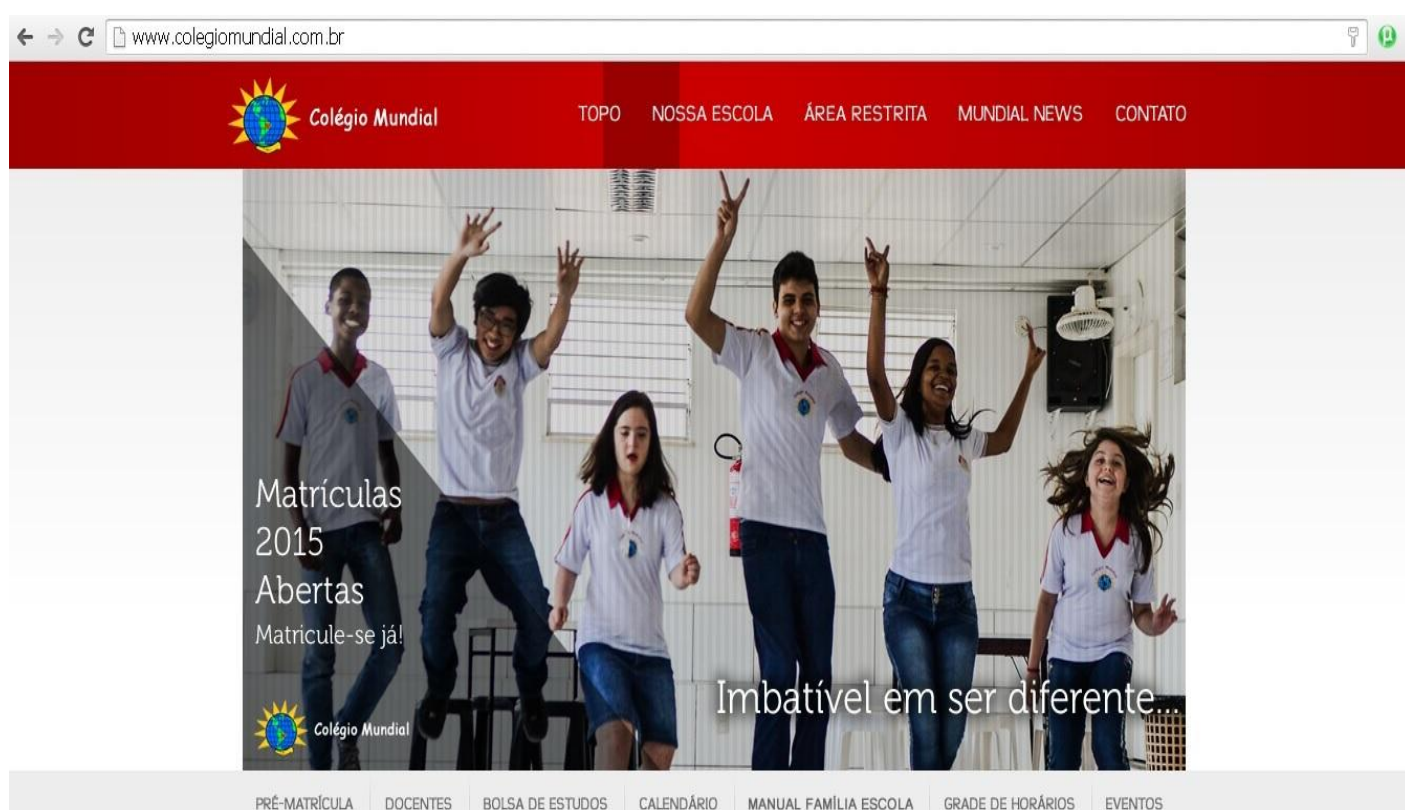 www.colegiomundial.com.br
Colégio Mundial
TOPO NOSSA ESCOLA ÁREA RESTRITA MUNDIAL NEWS CONTATO
Matrículas
2015
Abertas
Matricule-se já!
Imbatível em ser diferente...
Colégio Mundial
PRÉ-MATRÍCULA DOCENTES BOLSA DE ESTUDOS CALENDÁRIO MANUAL FAMÍLIA ESCOLA GRADE DE HORÁRIOS EVENTOS